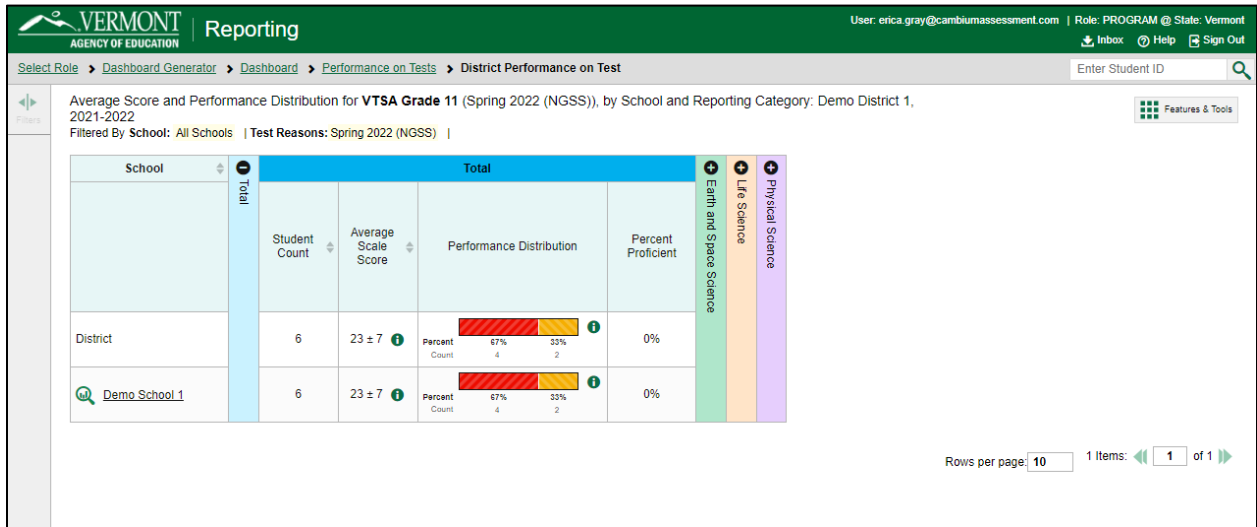 VERMONT
AGENCY OF EDUCATION
Reporting
User: erica.gray@cambiumassessment.com | Role: PROGRAM @ State: Vermont
Inbox Help Sign Out
Select Role > Dashboard Generator > Dashboard > Performance on Tests > District Performance on Test
Enter Student ID
Filters
Average Score and Performance Distribution for VTSA Grade 11 (Spring 2022 (NGSS)), by School and Reporting Category: Demo District 1,
2021-2022
Filtered By School: All Schools | Test Reasons: Spring 2022 (NGSS) |
Features & Tools
School
Total
Total
Student
Count
Average
Scale
Score
Performance Distribution
Percent
Proficient
Earth and Space Science
Life Science
Physical Science
District
6
23 ± 7
Percent 67% 33%
Count 4 2
0%
Demo School 1
6
23 ± 7
Percent 67% 33%
Count 4 2
0%
Rows per page: 10 1 Items: 1 of 1